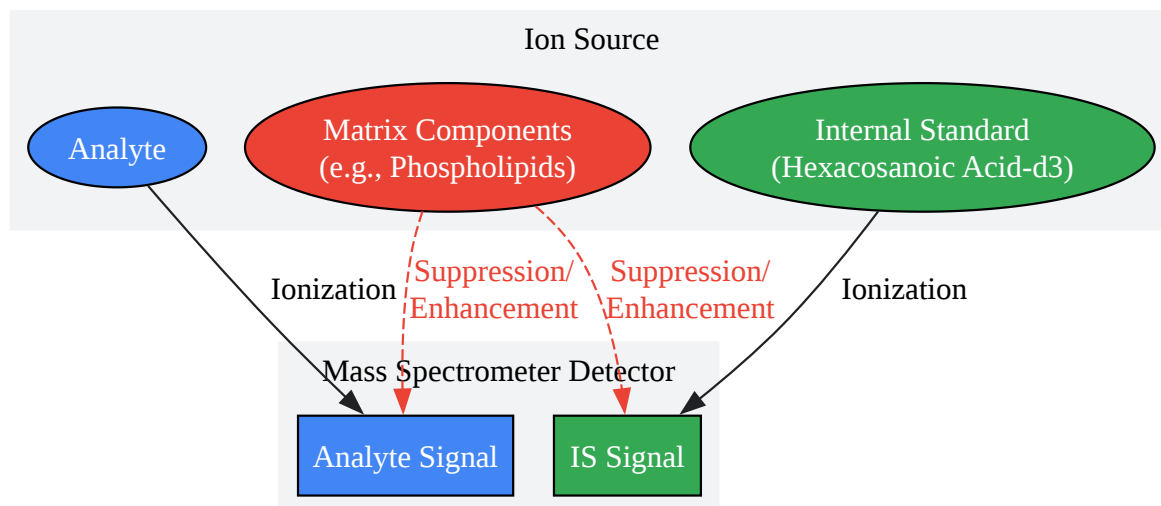 Ion Source
Analyte
Matrix Components
(e.g., Phospholipids)
Internal Standard
(Hexacosanoic Acid-d3)
Ionization
Suppression/
Enhancement
Suppression/
Enhancement
Ionization
Mass Spectrometer Detector
Analyte Signal
IS Signal